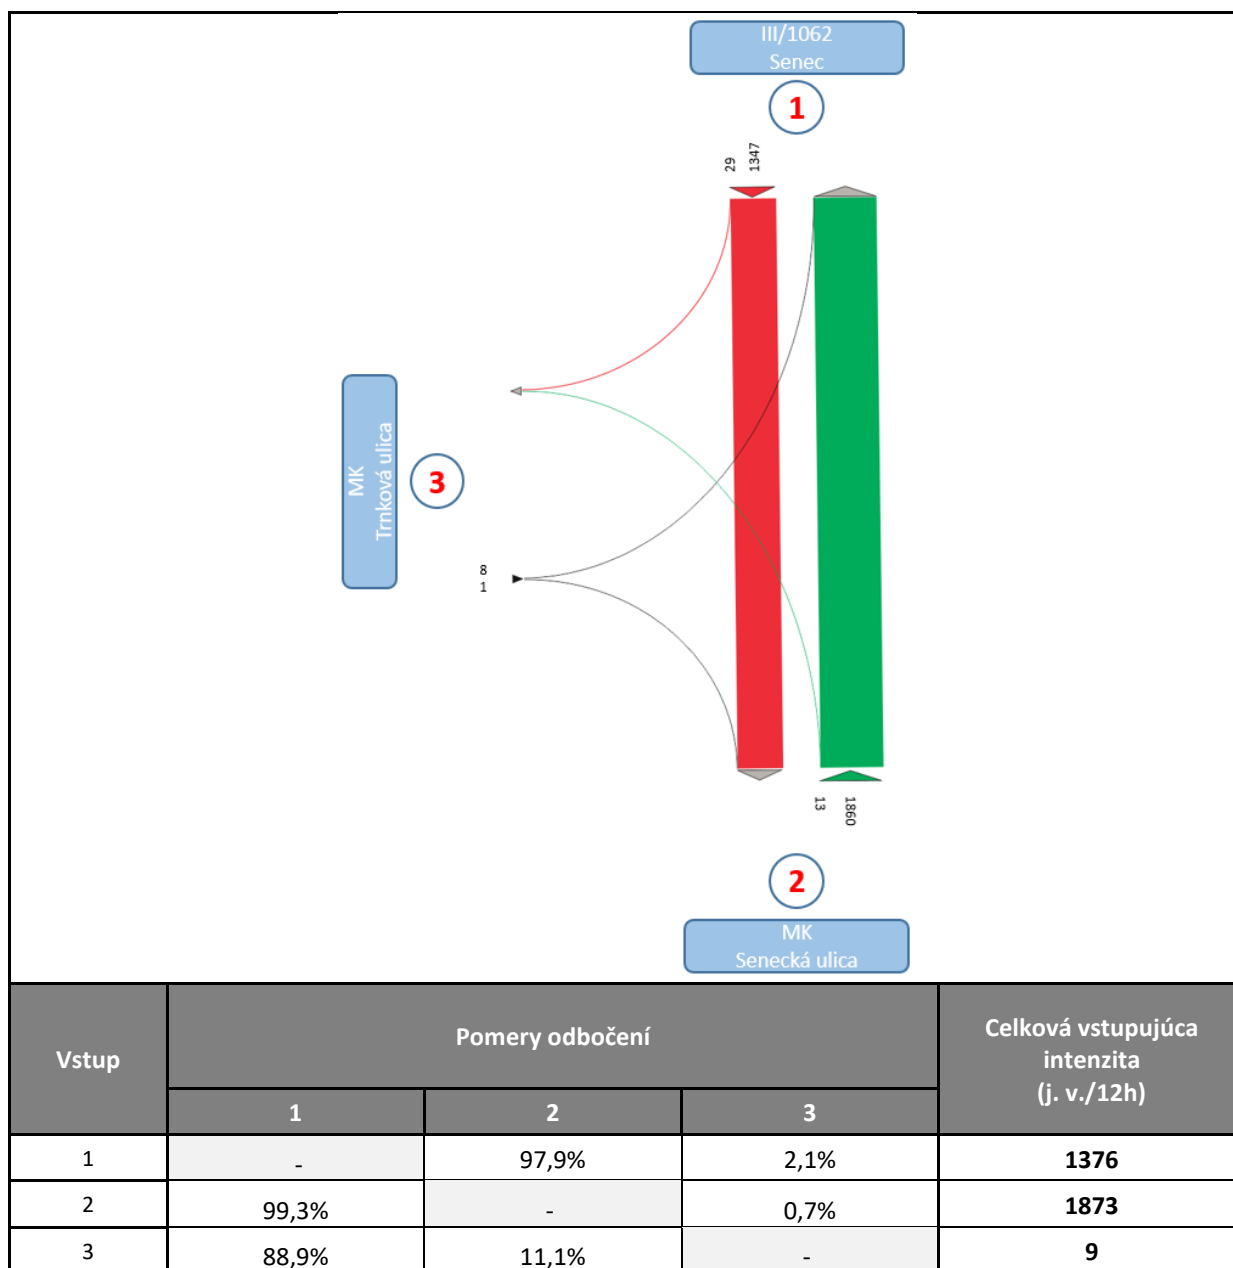 III/1062
Senec
1
29
1347
MK
Trnková ulica
3
8
1
13
1860
2
MK
Senecká ulica
Vstup
Pomery odbočení
Celková vstupujúca
intenzita
(j. v./12h)
1 2 3
1 - 97,9% 2,1% 1376
2 99,3% - 0,7% 1873
3 88,9% 11,1% - 9